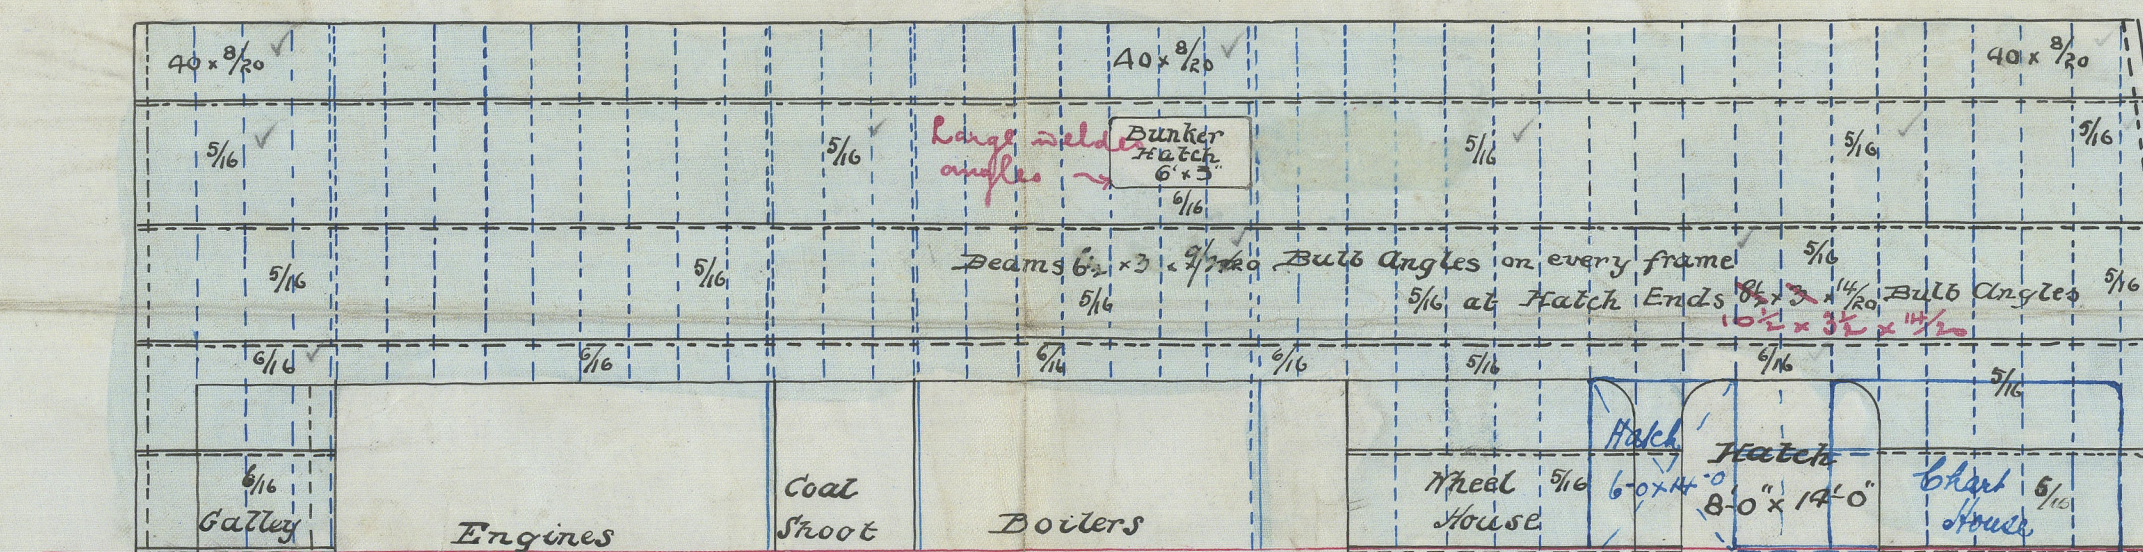 40 x 8/20 40 x 8/20 40 x 8/20
5/16 5/16 Large welded Bunker 5/16 5/16 5/16
angles → Hatch
6' x 3'
6/16
5/16 5/16 Beams x 3 x Bulb Angles on every frame 5/16
5/16 5/16 at Hatch Ends 8½ x 3 x 14/20 Bulb Angles 5/16
10½ x 3½ x 14/20
6/16 6/16 6/16 6/16 5/16 6/16
5/16
Hatch
6-0 x 14-0
Hatch
8'-0" x 14'-0"
6/16
Galley
Engines
Coal
Shoot
Boilers
Wheel 5/16
House
Chart
House